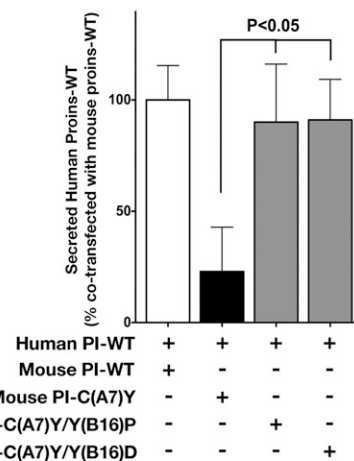 P<0.05
Secreted Human Proins-WT
(% co-transfected with mouse proins-WT)
100
50
0
Human PI-WT + + + +
Mouse PI-WT + - - -
Mouse PI-C(A7)Y - + - -
-C(A7)Y/Y(B16)P - - + -
-C(A7)Y/Y(B16)D - - - +